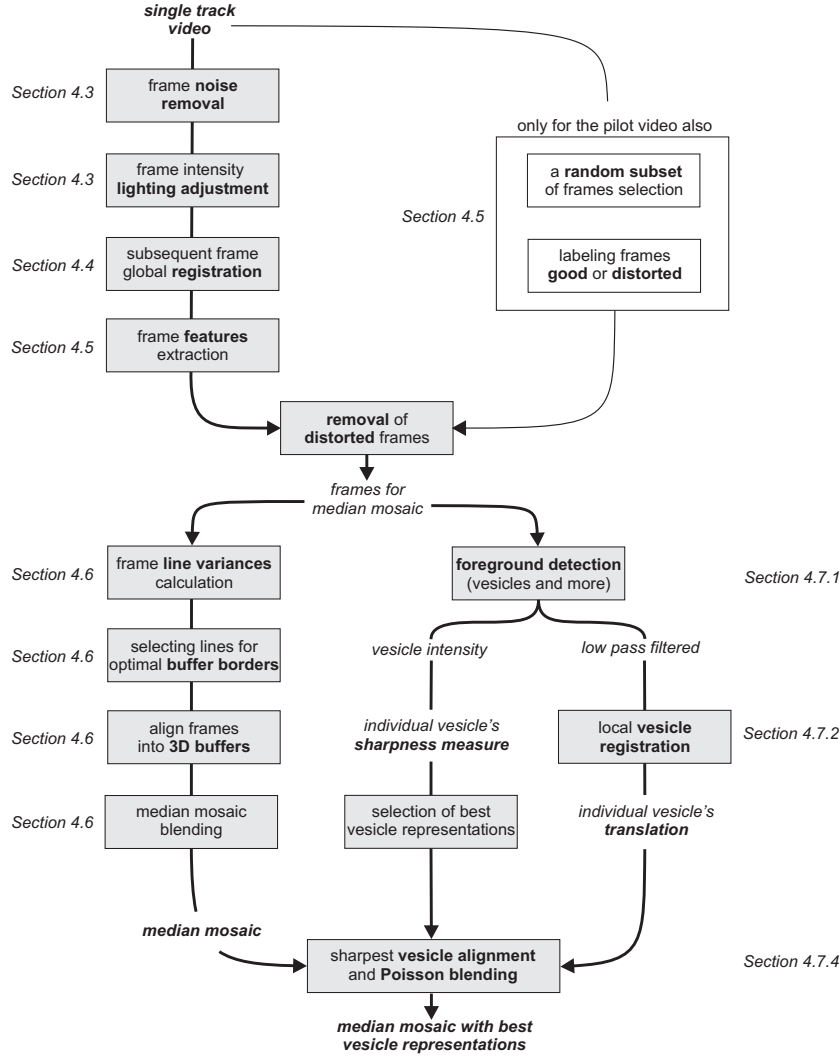 single track
video
Section 4.3
frame noise
removal
only for the pilot video also
Section 4.3
frame intensity
lighting adjustment
a random subset
of frames selection
Section 4.5
Section 4.4
subsequent frame
global registration
labeling frames
good or distorted
Section 4.5
frame features
extraction
removal of
distorted frames
frames for
median mosaic
Section 4.6
frame line variances
calculation
foreground detection
(vesicles and more)
Section 4.7.1
Section 4.6
selecting lines for
optimal buffer borders
vesicle intensity
low pass filtered
Section 4.6
align frames
into 3D buffers
individual vesicle's
sharpness measure
local vesicle
registration
Section 4.7.2
Section 4.6
median mosaic
blending
selection of best
vesicle representations
individual vesicle's
translation
median mosaic
sharpest vesicle alignment
and Poisson blending
Section 4.7.4
median mosaic with best
vesicle representations